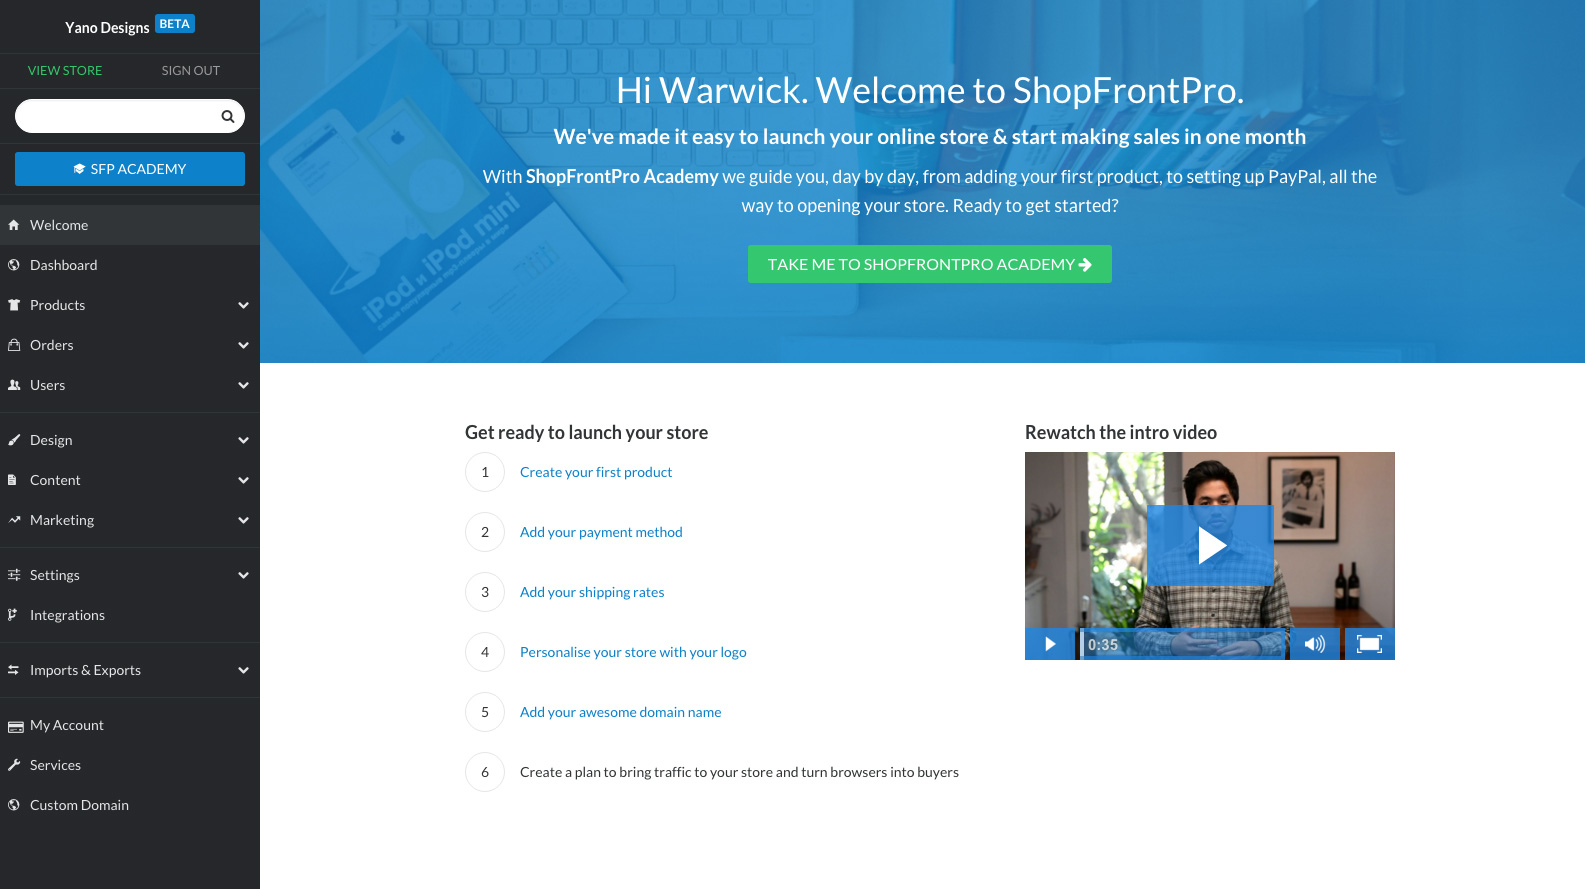 Yano Designs BETA
VIEW STORE
SIGN OUT
SFP ACADEMY
Welcome
Dashboard
Products
Orders
Users
Design
Content
Marketing
Settings
Integrations
Imports & Exports
My Account
Services
Custom Domain
Hi Warwick. Welcome to ShopFrontPro.
We've made it easy to launch your online store & start making sales in one month
With ShopFrontPro Academy we guide you, day by day, from adding your first product, to setting up PayPal, all the
way to opening your store. Ready to get started?
TAKE ME TO SHOPFRONTPRO ACADEMY
iPod и iPod mini
Get ready to launch your store
1 Create your first product
2 Add your payment method
3 Add your shipping rates
4 Personalise your store with your logo
5 Add your awesome domain name
6 Create a plan to bring traffic to your store and turn browsers into buyers
Rewatch the intro video
0:35